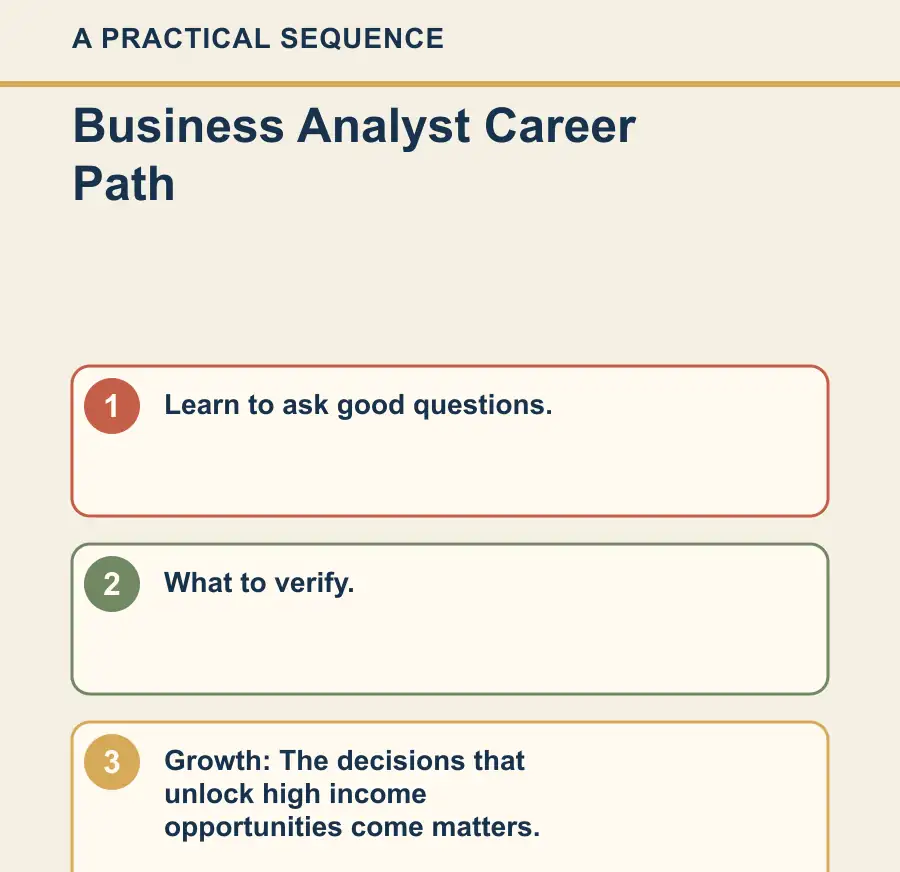 A PRACTICAL SEQUENCE
Business Analyst Career
Path
1
Learn to ask good questions.
2
What to verify.
3
Growth: The decisions that
unlock high income
opportunities come matters.